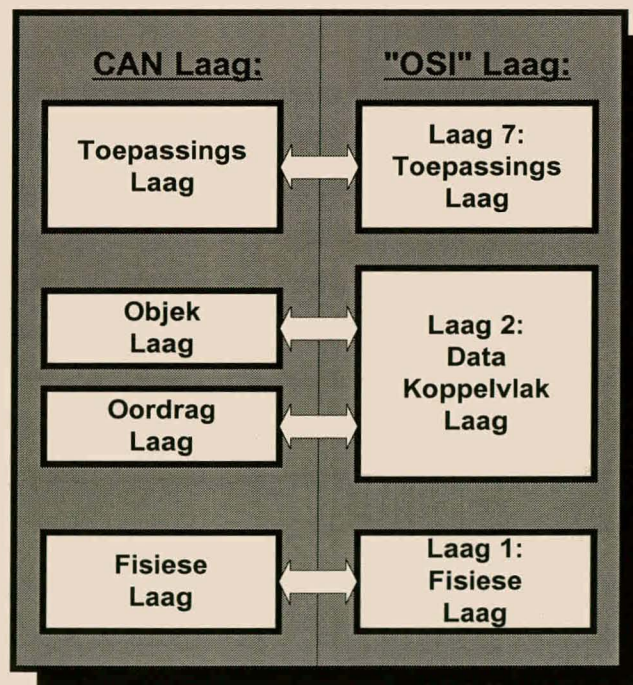 CAN Laag:
"OSI" Laag:
Toepassings
Laag
Laag 7:
Toepassings
Laag
Objek
Laag
Oordrag
Laag
Laag 2:
Data
Koppelvlak
Laag
Fisiese
Laag
Laag 1:
Fisiese
Laag